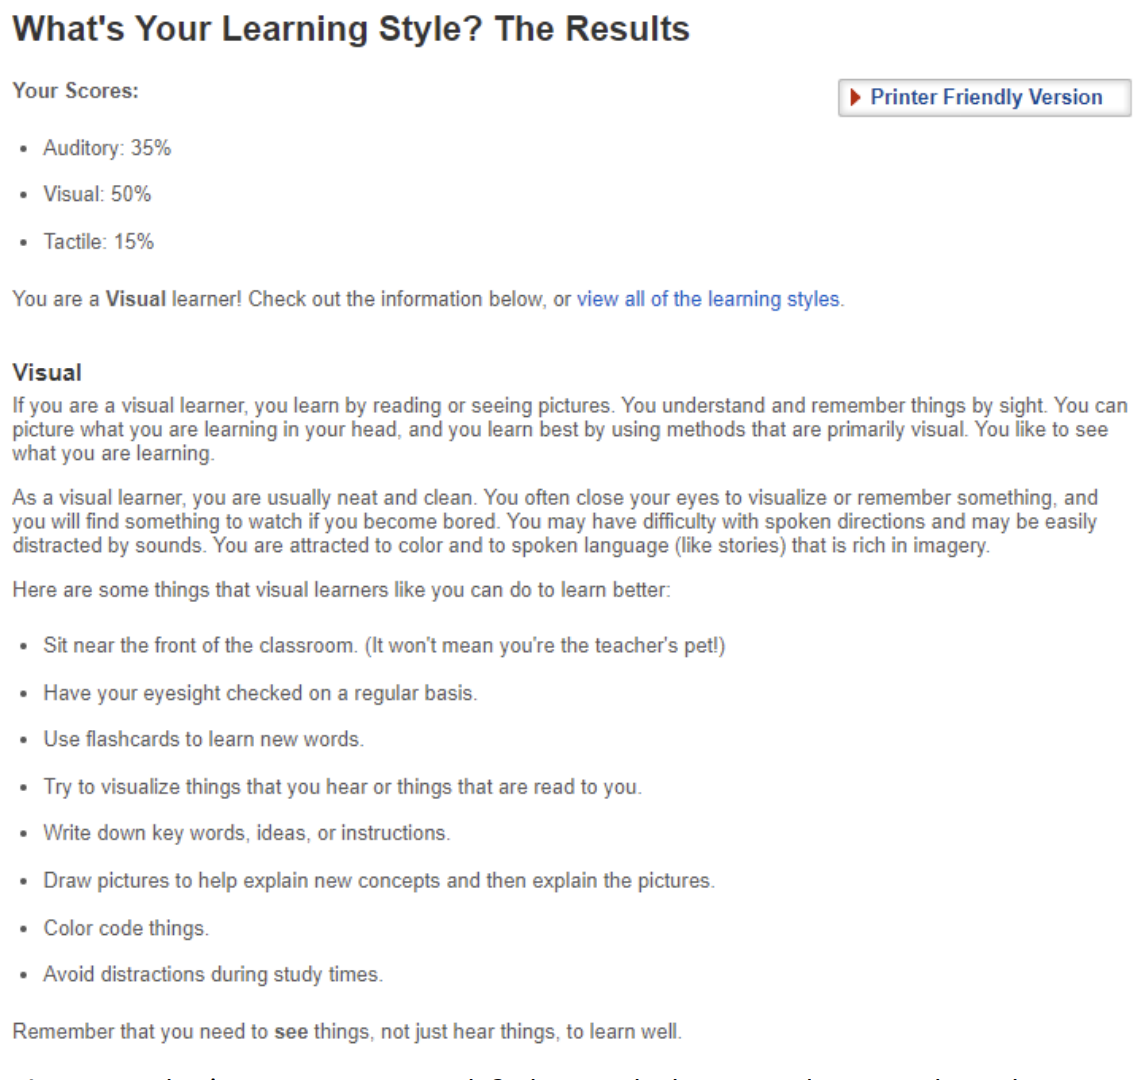 What's Your Learning Style? The Results
Your Scores:
Printer Friendly Version
• Auditory: 35%
• Visual: 50%
• Tactile: 15%
You are a Visual learner! Check out the information below, or view all of the learning styles.
Visual
If you are a visual learner, you learn by reading or seeing pictures. You understand and remember things by sight. You can
picture what you are learning in your head, and you learn best by using methods that are primarily visual. You like to see
what you are learning.
As a visual learner, you are usually neat and clean. You often close your eyes to visualize or remember something, and
you will find something to watch if you become bored. You may have difficulty with spoken directions and may be easily
distracted by sounds. You are attracted to color and to spoken language (like stories) that is rich in imagery.
Here are some things that visual learners like you can do to learn better:
• Sit near the front of the classroom. (It won't mean you're the teacher's pet!)
• Have your eyesight checked on a regular basis.
• Use flashcards to learn new words.
• Try to visualize things that you hear or things that are read to you.
• Write down key words, ideas, or instructions.
• Draw pictures to help explain new concepts and then explain the pictures.
• Color code things.
• Avoid distractions during study times.
Remember that you need to see things, not just hear things, to learn well.